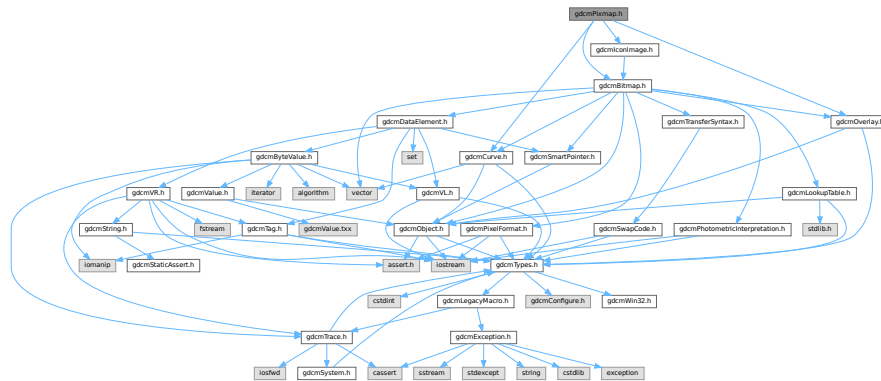 gdcmPixmap.h
gdcmIconImage.h
gdcmBitmap.h
gdcmDataElement.h
gdcmTransferSyntax.h
gdcmOverlay.h
gdcmByteValue.h
set
gdcmCurve.h
gdcmSmartPointer.h
gdcmVR.h
gdcmValue.h
iterator
algorithm
vector
gdcmVL.h
gdcmLookupTable.h
gdcmString.h
fstream
gdcmTag.h
gdcmValue.txx
gdcmObject.h
gdcmPixelFormat.h
gdcmSwapCode.h
gdcmPhotometricInterpretation.h
stdlib.h
iomanip
gdcmStaticAssert.h
assert.h
iostream
gdcmTypes.h
cstdint
gdcmLegacyMacro.h
gdcmConfigure.h
gdcmWin32.h
gdcmTrace.h
gdcmException.h
iosfwd
gdcmSystem.h
cassert
sstream
stdexcept
string
cstdlib
exception